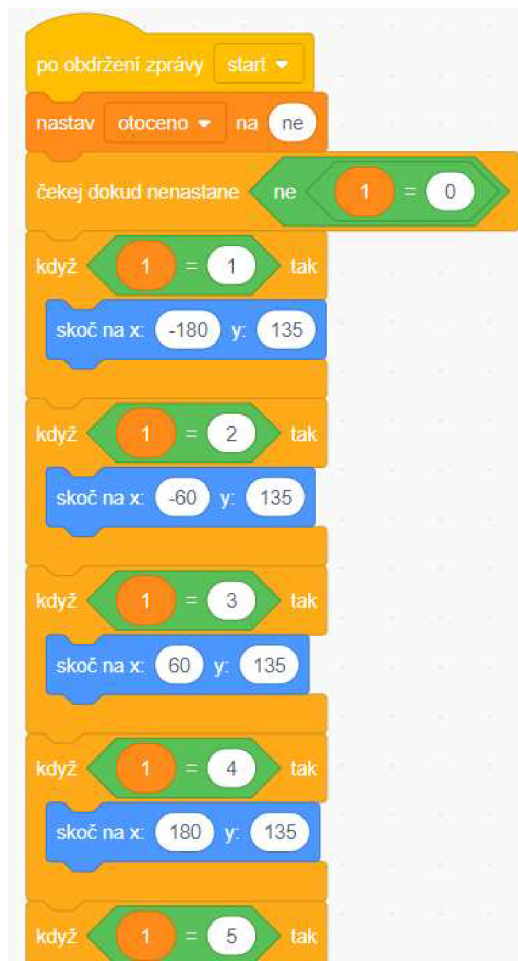 po obdržení zprávy start
nastav otoceno na ne
čekej dokud nenastane ne 1 = 0
když 1 = 1 tak
skoč na x: -180 y: 135
když 1 = 2 tak
skoč na x: -60 y: 135
když 1 = 3 tak
skoč na x: 60 y: 135
když 1 = 4 tak
skoč na x: 180 y: 135
když 1 = 5 tak